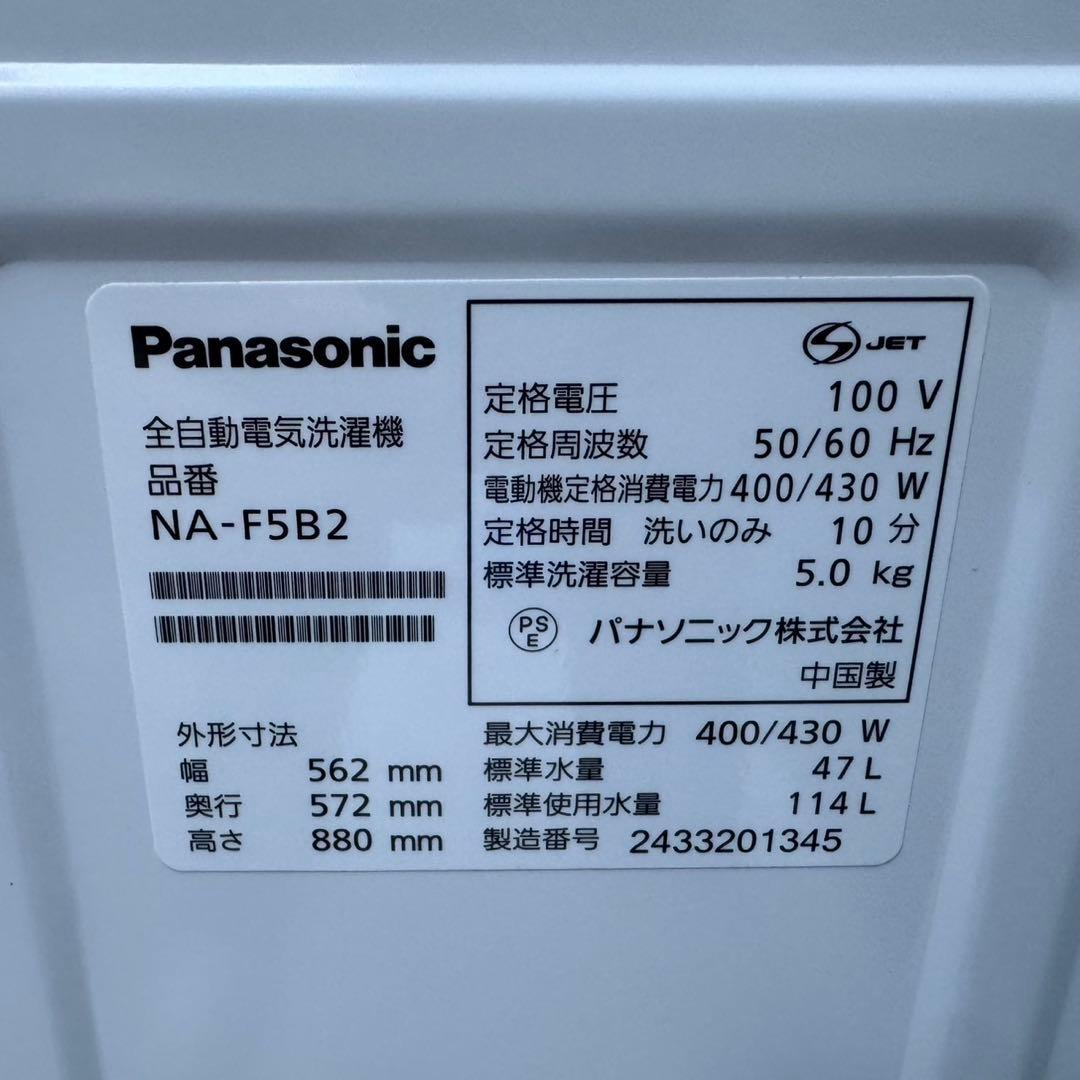 Panasonic
全自動電気洗濯機
品番
NA-F5B2
S JET
定格電圧 100 V
定格周波数 50/60 Hz
電動機定格消費電力 400/430 W
定格時間 洗いのみ 10 分
標準洗濯容量 5.0 kg
PS
E
パナソニック株式会社
中国製
外形寸法
幅 562 mm
奥行 572 mm
高さ 880 mm
最大消費電力 400/430 W
標準水量 47 L
標準使用水量 114 L
製造番号 2433201345